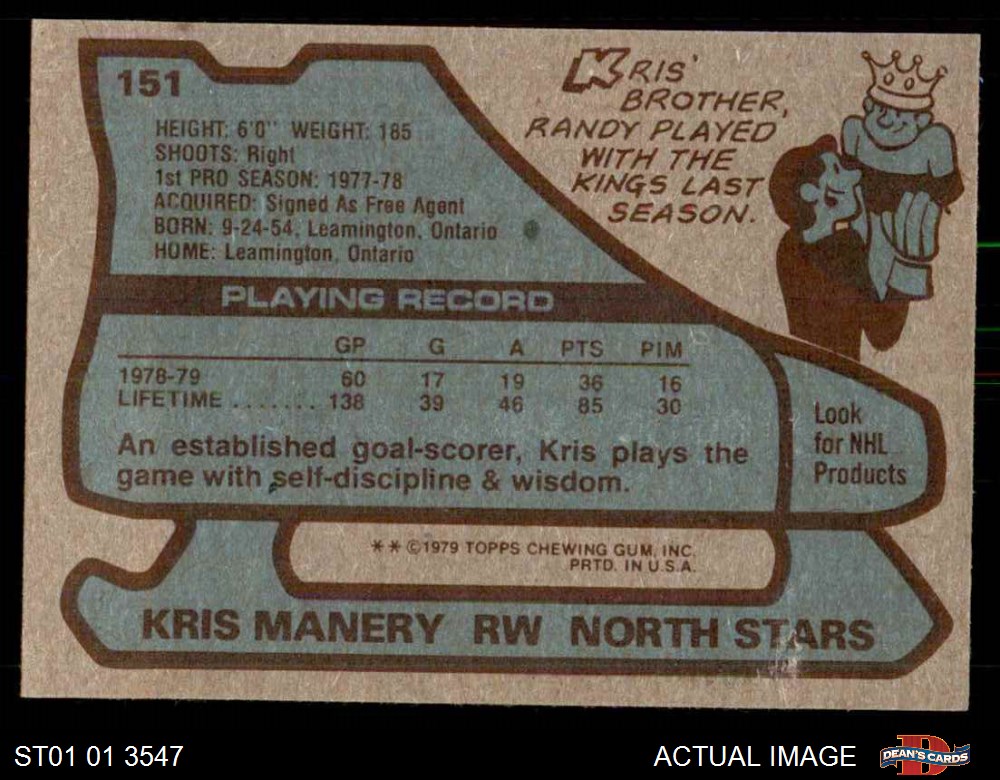 151
HEIGHT: 6'0" WEIGHT: 185
SHOOTS: Right
1st PRO SEASON: 1977-78
ACQUIRED: Signed As Free Agent
BORN: 9-24-54, Leamington, Ontario
HOME: Leamington, Ontario
KRIS'
BROTHER,
RANDY PLAYED
WITH THE
KINGS LAST
SEASON.
PLAYING RECORD
GP G A PTS PIM
1978-79 60 17 19 36 16
LIFETIME ....... 138 39 46 85 30
An established goal-scorer, Kris plays the
game with self-discipline & wisdom.
Look
for NHL
Products
** ©1979 TOPPS CHEWING GUM, INC.
PRTD. IN U.S.A.
KRIS MANERY RW NORTH STARS
ST01 01 3547
ACTUAL IMAGE
D
DEAN'S CARDS